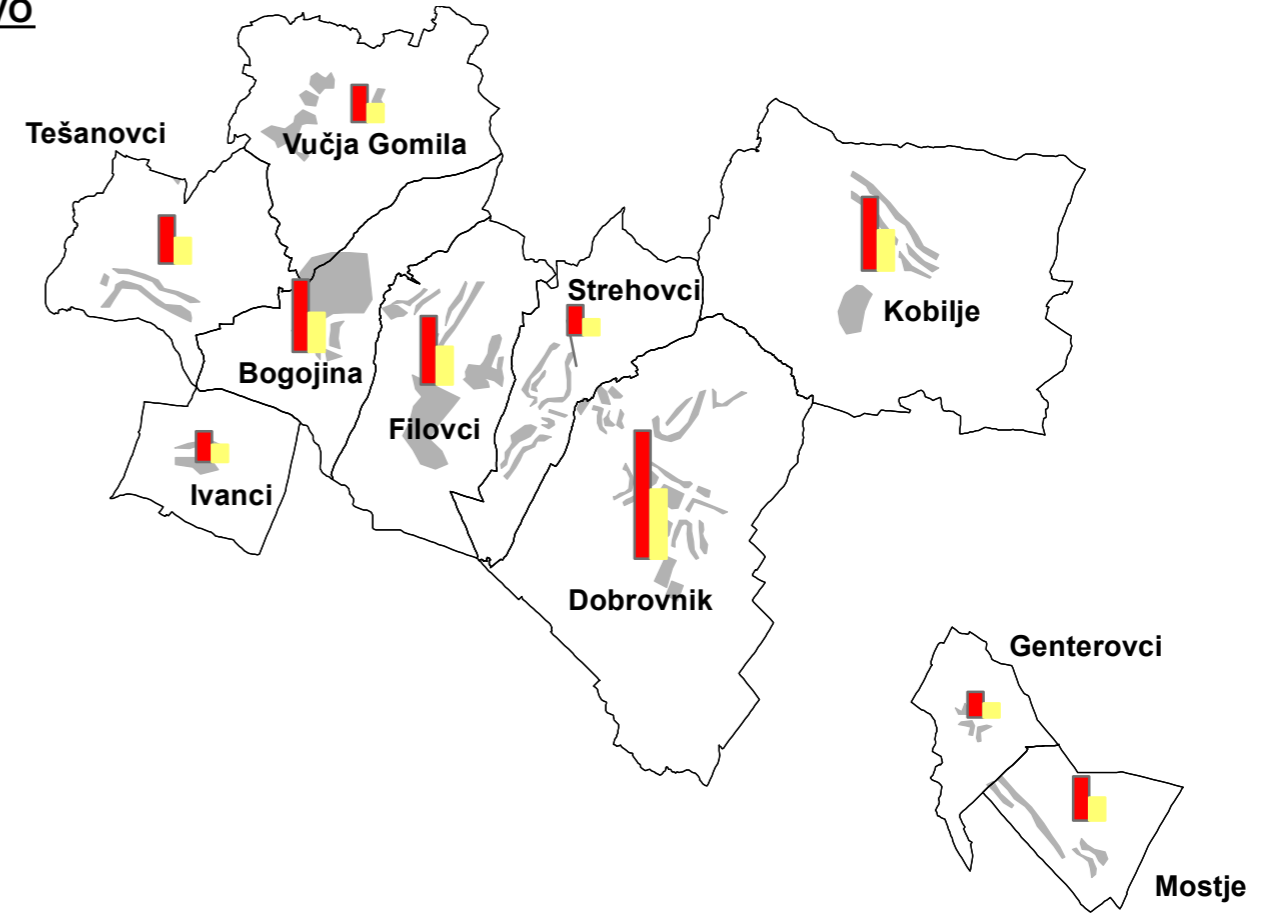 VO
Tešanovci
Vučja Gomila
Strehovci
Kobilje
Bogojina
Filovci
Ivanci
Dobrovnik
Genterovci
Mostje